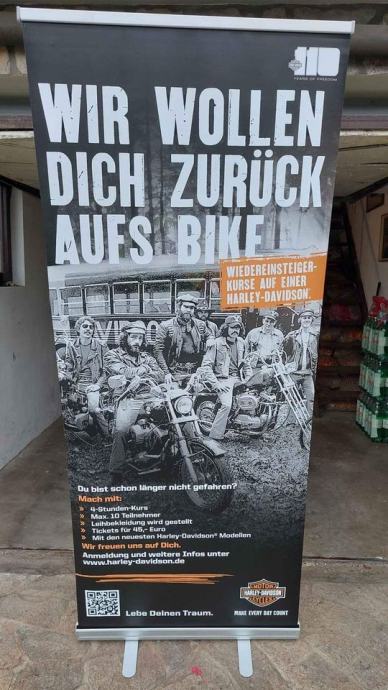 110
YEARS OF FREEDOM
WIR WOLLEN
DICH ZURÜCK
AUFS BIKE
WIEDEREINSTEIGER-
KURSE AUF EINER
HARLEY-DAVIDSON.
Du bist schon länger nicht gefahren?
Mach mit:
» 4-Stunden-Kurs
» Max. 10 Teilnehmer
» Leihbekleidung wird gestellt
» Tickets für 45,- Euro
» Mit den neuesten Harley-Davidson® Modellen
Wir freuen uns auf Dich.
Anmeldung und weitere Infos unter
www.harley-davidson.de
MOTOR
HARLEY-DAVIDSON
CYCLES
Lebe Deinen Traum.
MAKE EVERY DAY COUNT